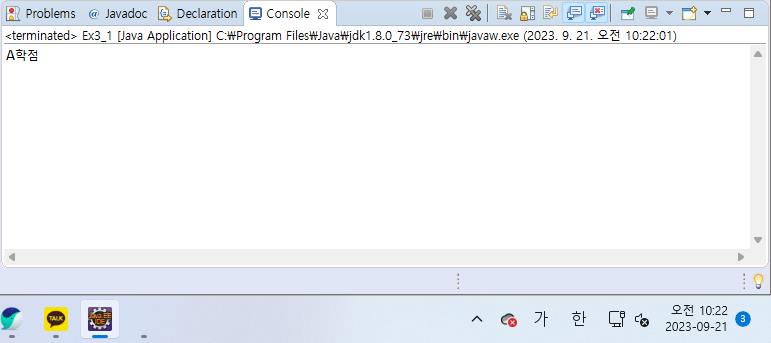 Problems @ Javadoc Declaration Console
<terminated> Ex3_1 [Java Application] C:₩Program Files₩Java₩jdk1.8.0_73₩jre₩bin₩javaw.exe (2023. 9. 21. 오전 10:22:01)
A학점
TALK
가 한 오전 10:22
2023-09-21 3